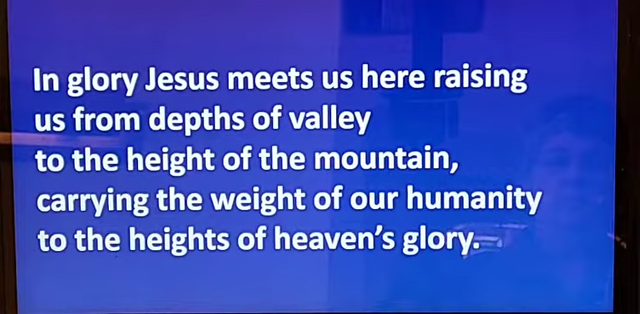 In glory Jesus meets us here raising
us from depths of valley
to the height of the mountain,
carrying the weight of our humanity
to the heights of heaven’s glory.